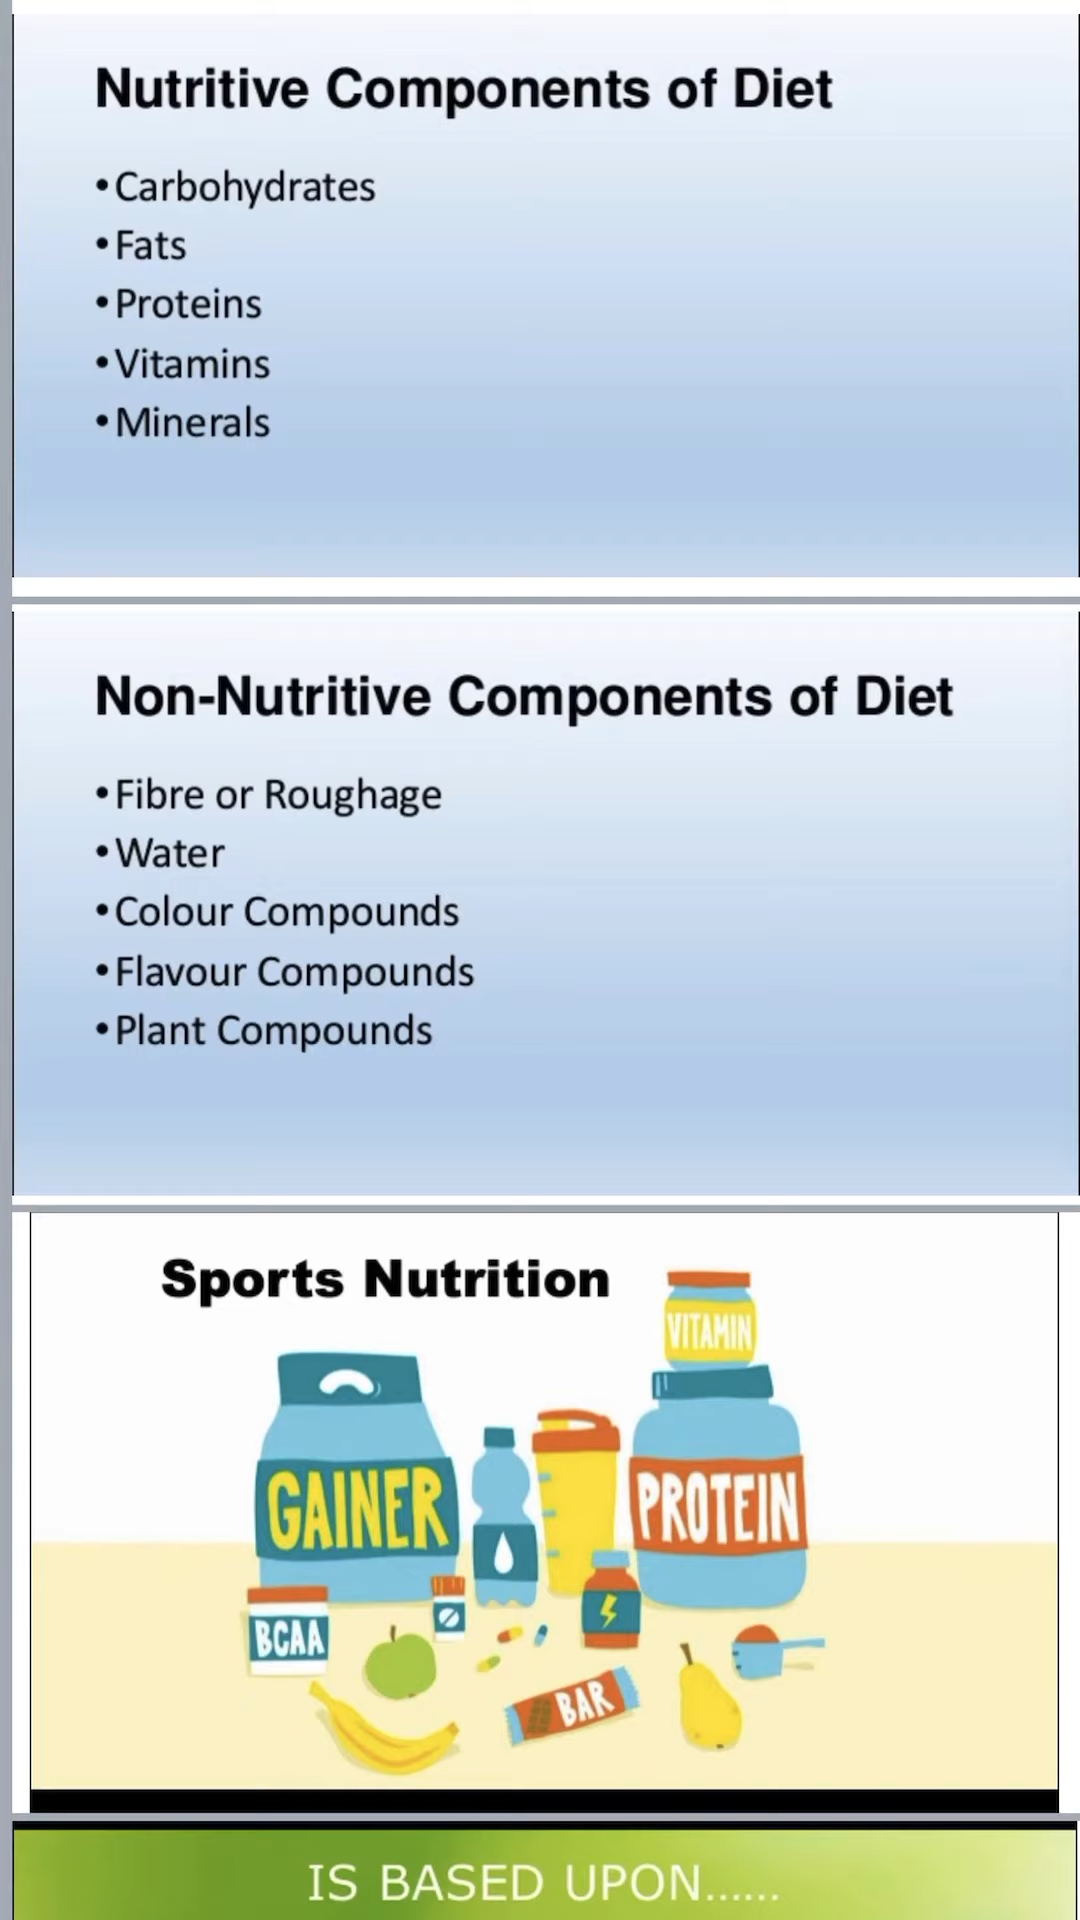 Nutritive Components of Diet
•Carbohydrates
•Fats
•Proteins
•Vitamins
•Minerals
Non-Nutritive Components of Diet
•Fibre or Roughage
•Water
•Colour Compounds
•Flavour Compounds
•Plant Compounds
Sports Nutrition
VITAMIN
GAINER
PROTEIN
BCAA
BAR
IS BASED UPON......